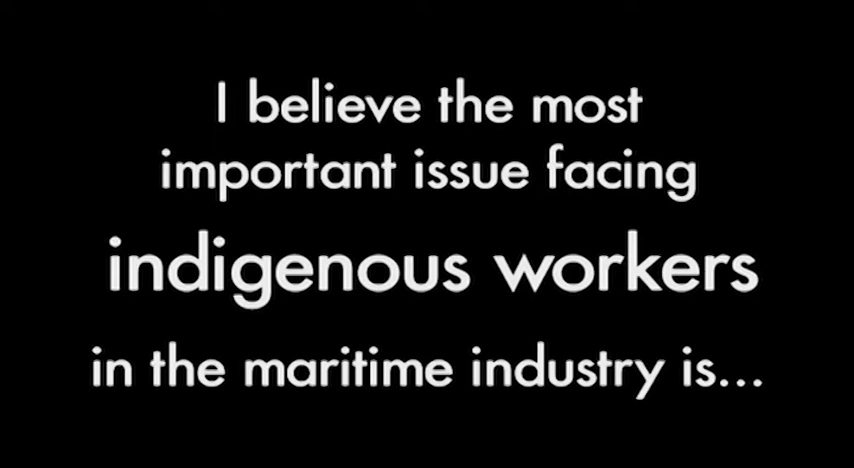 I believe the most
important issue facing
indigenous workers
in the maritime industry is...